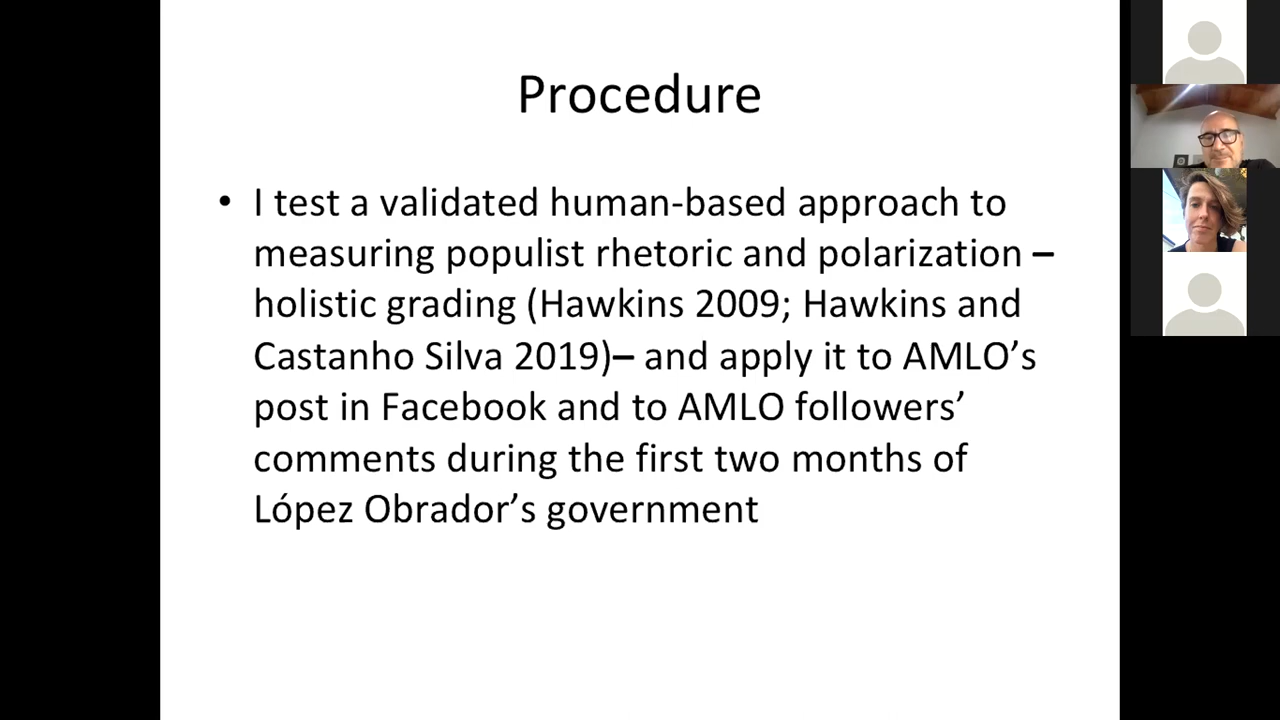 Procedure
• I test a validated human-based approach to
measuring populist rhetoric and polarization –
holistic grading (Hawkins 2009; Hawkins and
Castanho Silva 2019)– and apply it to AMLO’s
post in Facebook and to AMLO followers’
comments during the first two months of
López Obrador’s government